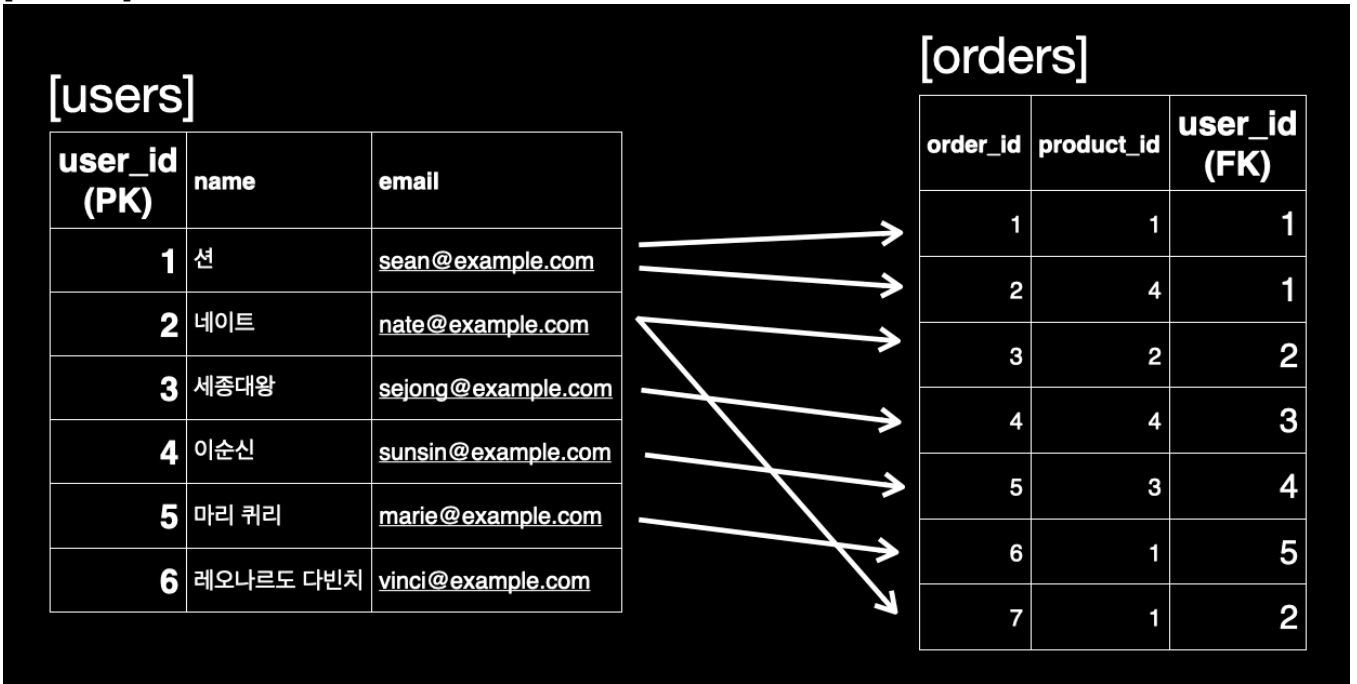 [users]
user_id (PK) name email
1 션 sean@example.com
2 네이트 nate@example.com
3 세종대왕 sejong@example.com
4 이순신 sunsin@example.com
5 마리 퀴리 marie@example.com
6 레오나르도 다빈치 vinci@example.com
[orders]
order_id product_id user_id (FK)
1 1 1
2 4 1
3 2 2
4 4 3
5 3 4
6 1 5
7 1 2